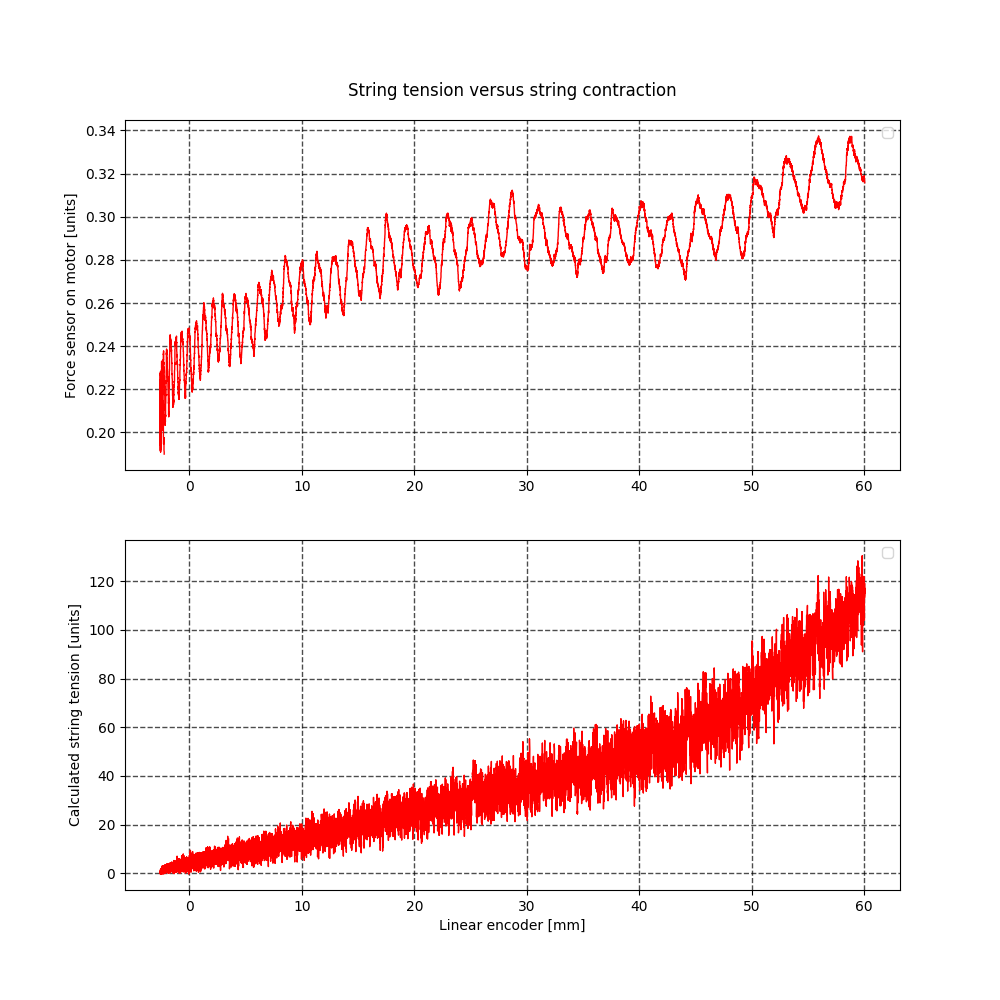 String tension versus string contraction
Force sensor on motor [units]
0.34
0.32
0.30
0.28
0.26
0.24
0.22
0.20
0 10 20 30 40 50 60
Calculated string tension [units]
120
100
80
60
40
20
0
0 10 20 30 40 50 60
Linear encoder [mm]